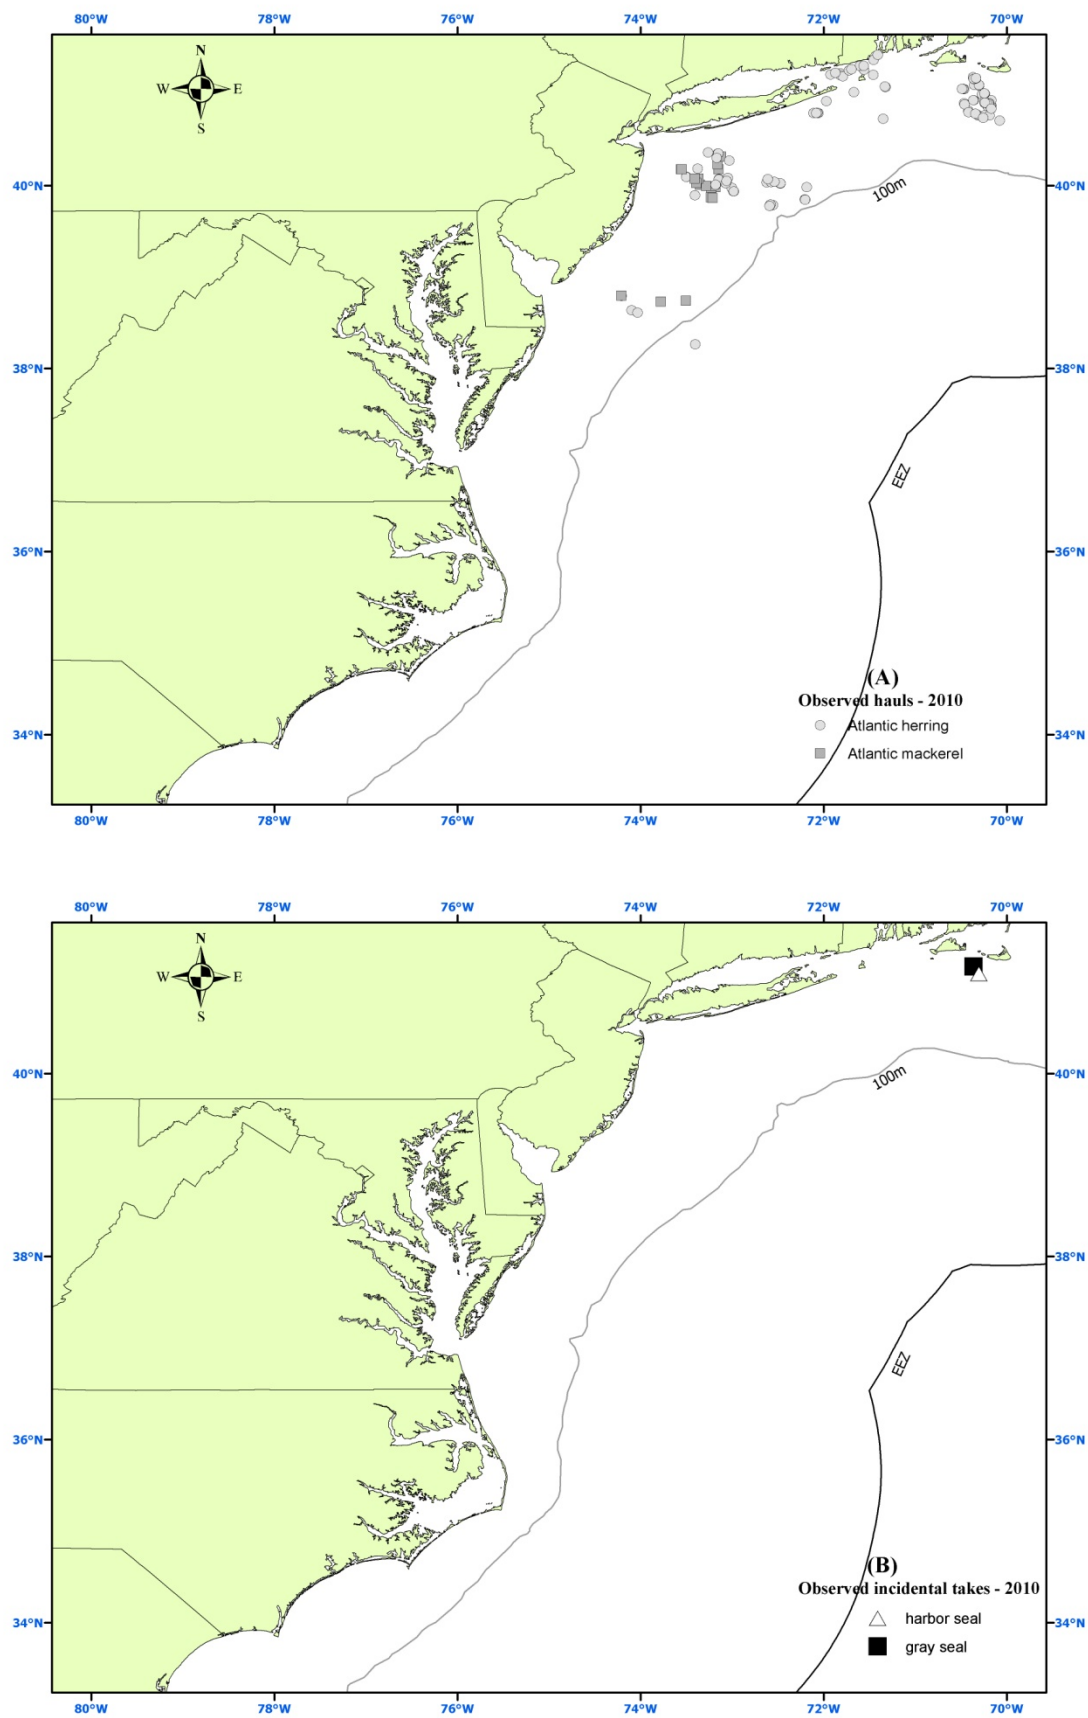 80°W 78°W 76°W 74°W 72°W 70°W
N
W E
S
40°N 100m 40°N
38°N 38°N
EEZ
36°N 36°N
(A)
Observed hauls - 2010
Atlantic herring
34°N 34°N
Atlantic mackerel
80°W 78°W 76°W 74°W 72°W 70°W
80°W 78°W 76°W 74°W 72°W 70°W
N
W E
S
40°N 100m 40°N
38°N 38°N
EEZ
36°N 36°N
(B)
Observed incidental takes - 2010
harbor seal
34°N 34°N
gray seal
80°W 78°W 76°W 74°W 72°W 70°W